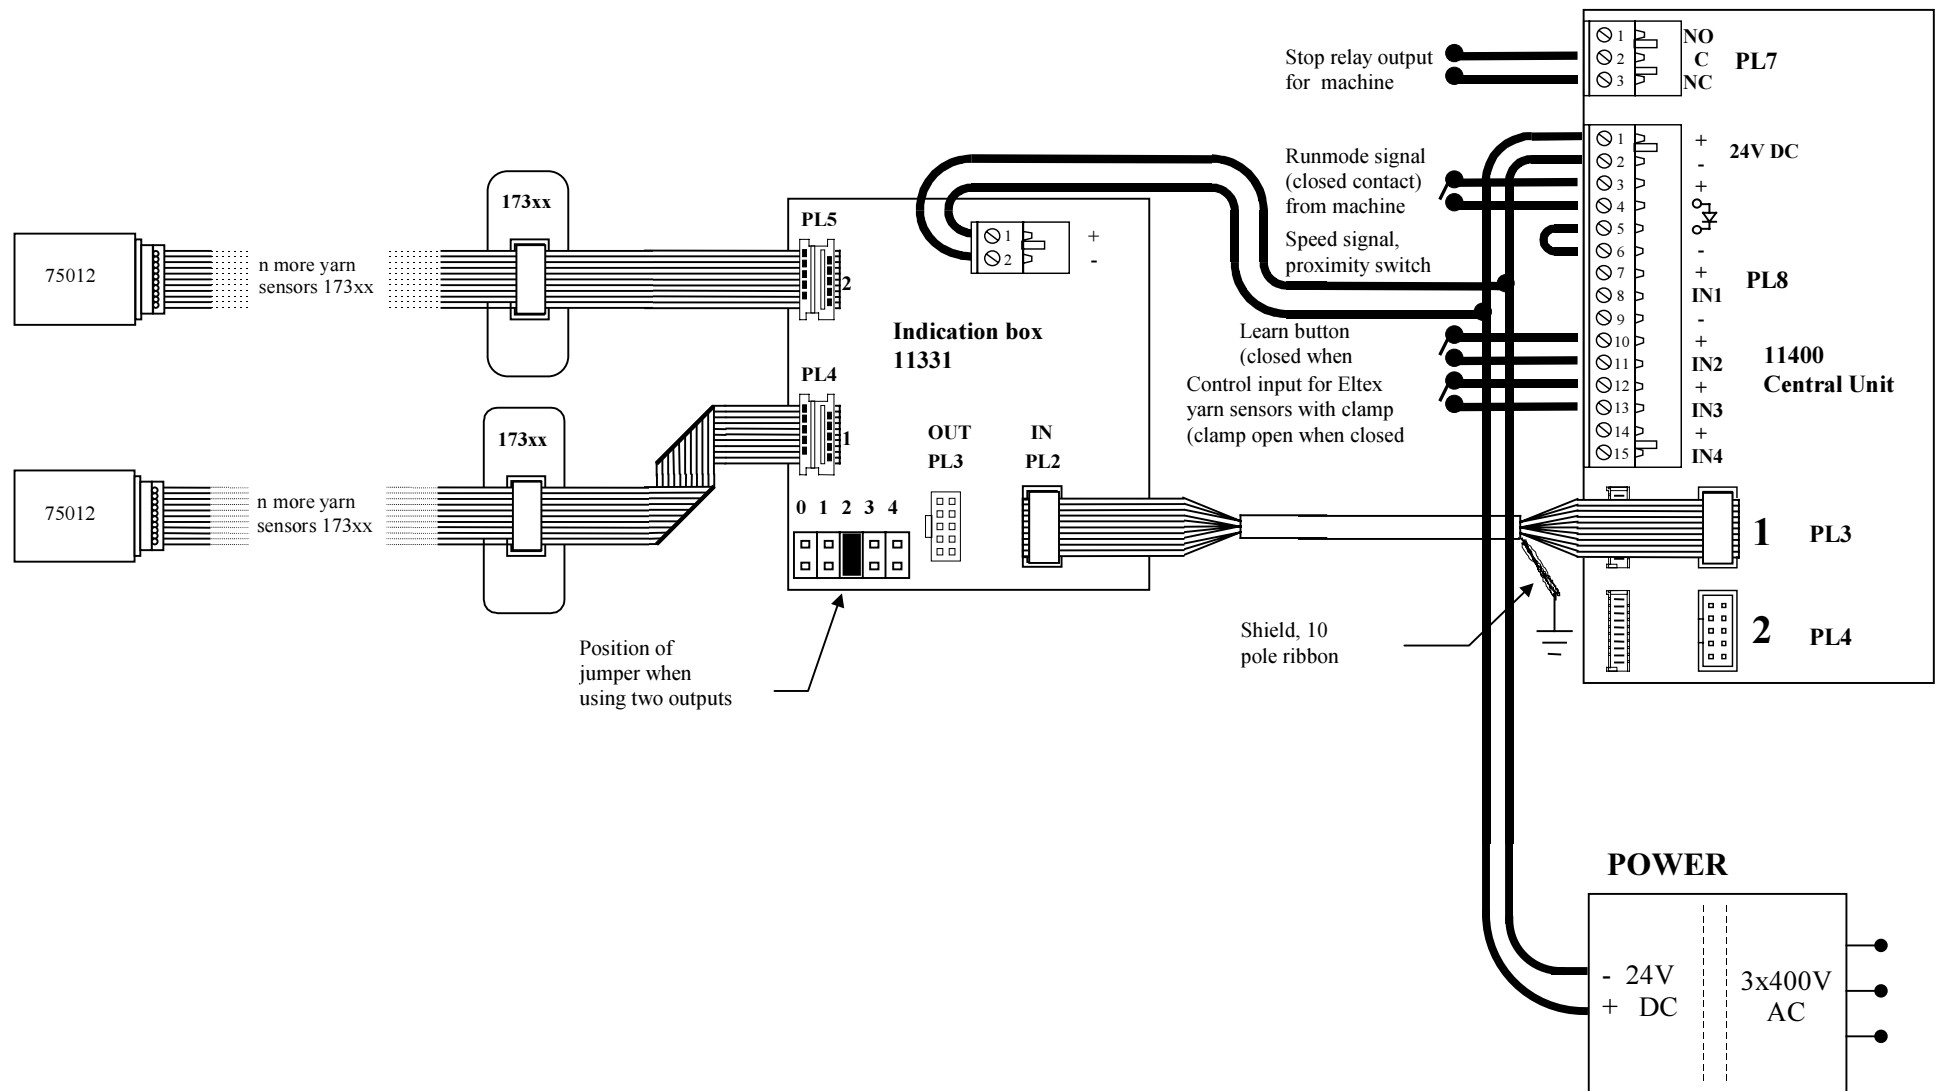 Stop relay output
for machine
1
2
3
NO
C
NC
PL7
Runmode signal
(closed contact)
from machine
Speed signal,
proximity switch
Learn button
(closed when
Control input for Eltex
yarn sensors with clamp
(clamp open when closed
1
2
3
4
5
6
7
8
9
10
11
12
13
14
15
+
-
+
-
+
IN1
-
+
IN2
+
IN3
+
IN4
24V DC
PL8
11400
Central Unit
1
PL3
2
PL4
75012
n more yarn
sensors 173xx
173xx
PL5
2
1
2
+
-
Indication box
11331
75012
n more yarn
sensors 173xx
173xx
PL4
1
OUT
PL3
IN
PL2
0 1 2 3 4
Position of
jumper when
using two outputs
Shield, 10
pole ribbon
POWER
- 24V
+ DC
3x400V
AC